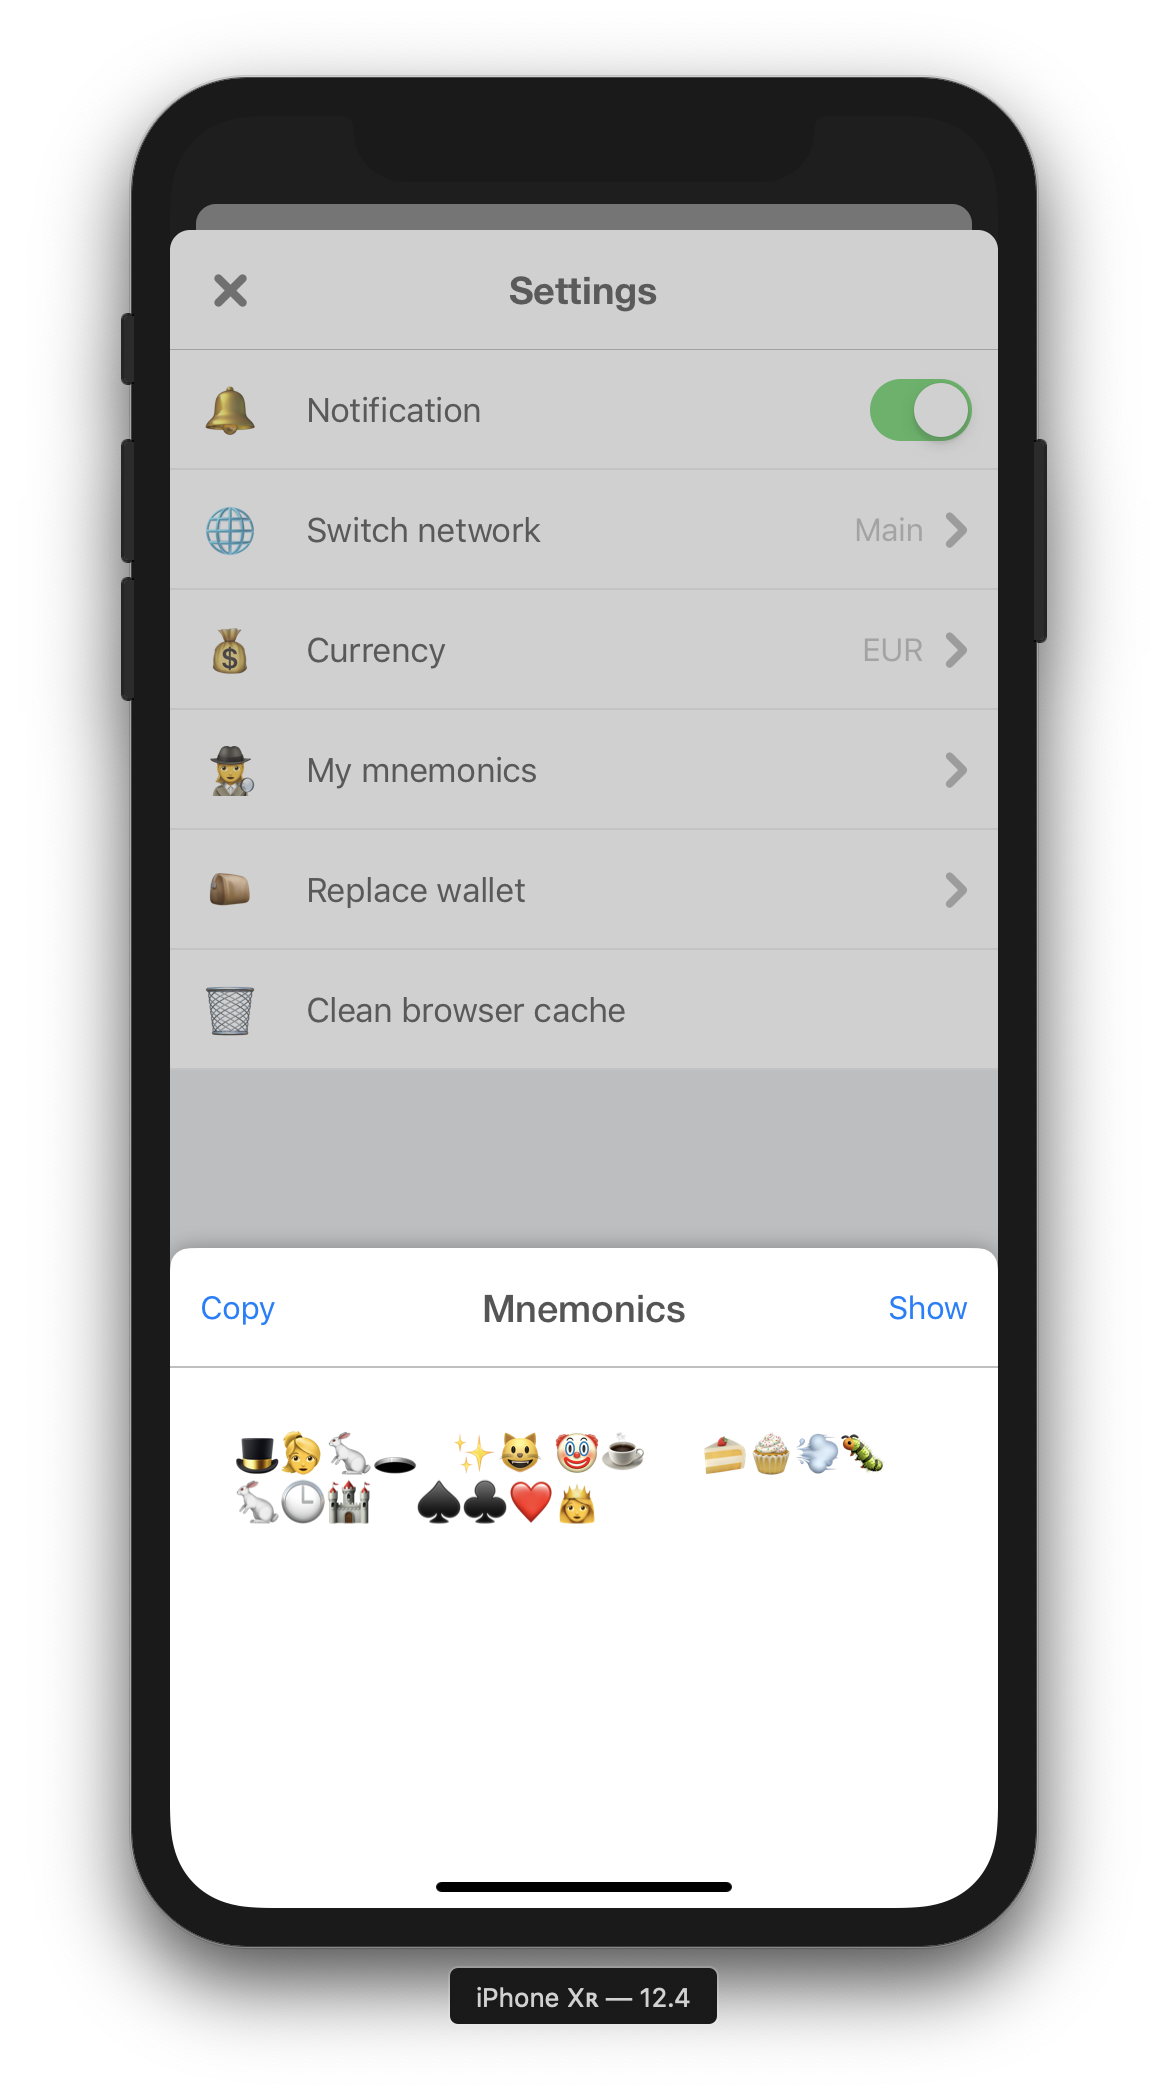 Settings
Notification
Switch network Main
Currency EUR
My mnemonics
Replace wallet
Clean browser cache
Copy Mnemonics Show
🎩👱‍♀️🐇🕳 ✨😺 🤡☕️ 🍰🧁💨🐛
🐇🕒🏰 ♠️♣️❤️👸
iPhone Xʀ — 12.4